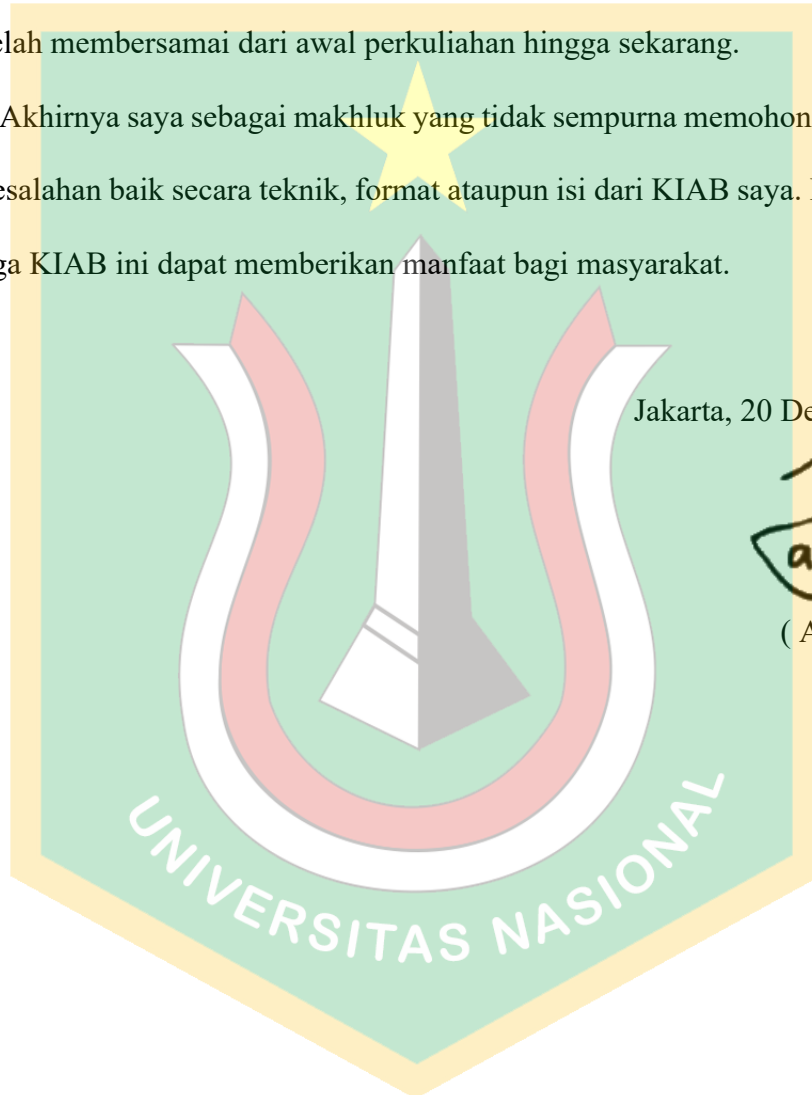 elah membersamai dari awal perkuliahan hingga sekarang.
Akhirnya saya sebagai makhluk yang tidak sempurna memohon
esalahan baik secara teknik, format ataupun isi dari KIAB saya.
ga KIAB ini dapat memberikan manfaat bagi masyarakat.
Jakarta, 20 De
a
( A
UNIVERSITAS NASIONAL